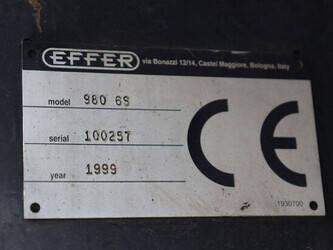 EFFER via Bonazzi 12/14, Castel Maggiore, Bologna, Italy
model 980 6S
serial 100257
year 1999
CE
1930700